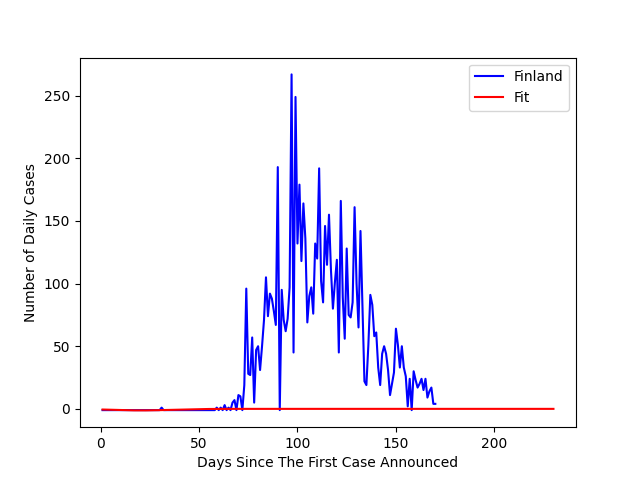 Finland
Fit
250
200
150
100
50
0
Number of Daily Cases
0 50 100 150 200
Days Since The First Case Announced